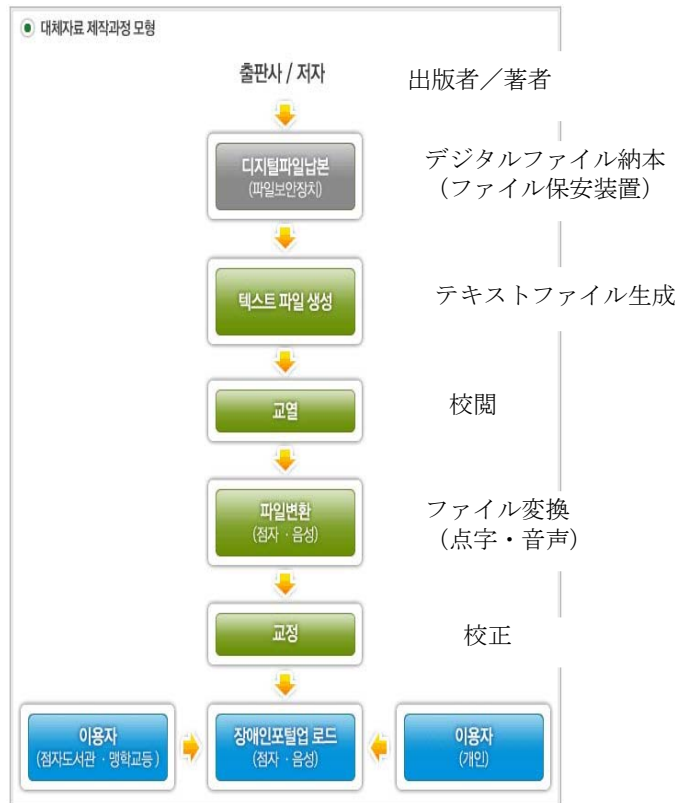 대체자료 제작과정 모형
출판사 / 저자
出版者／著者
디지털파일납본
(파일보안장치)
デジタルファイル納本
（ファイル保安装置）
텍스트 파일 생성
テキストファイル生成
교열
校閲
파일변환
(점자 · 음성)
ファイル変換
（点字・音声）
교정
校正
이용자
(점자도서관 · 맹학교등)
장애인포털업 로드
(점자 · 음성)
이용자
(개인)